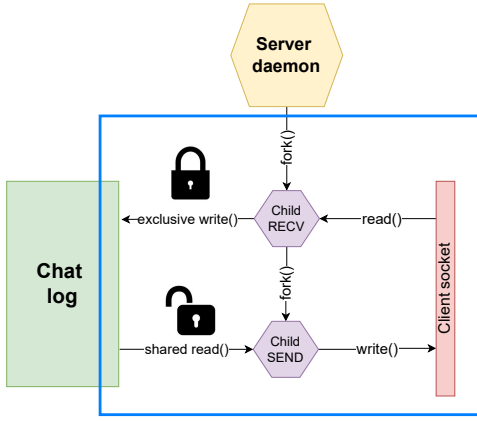 Server
daemon
fork()
Child
RECV
exclusive write()
read()
Chat
log
Client socket
fork()
Child
SEND
shared read()
write()